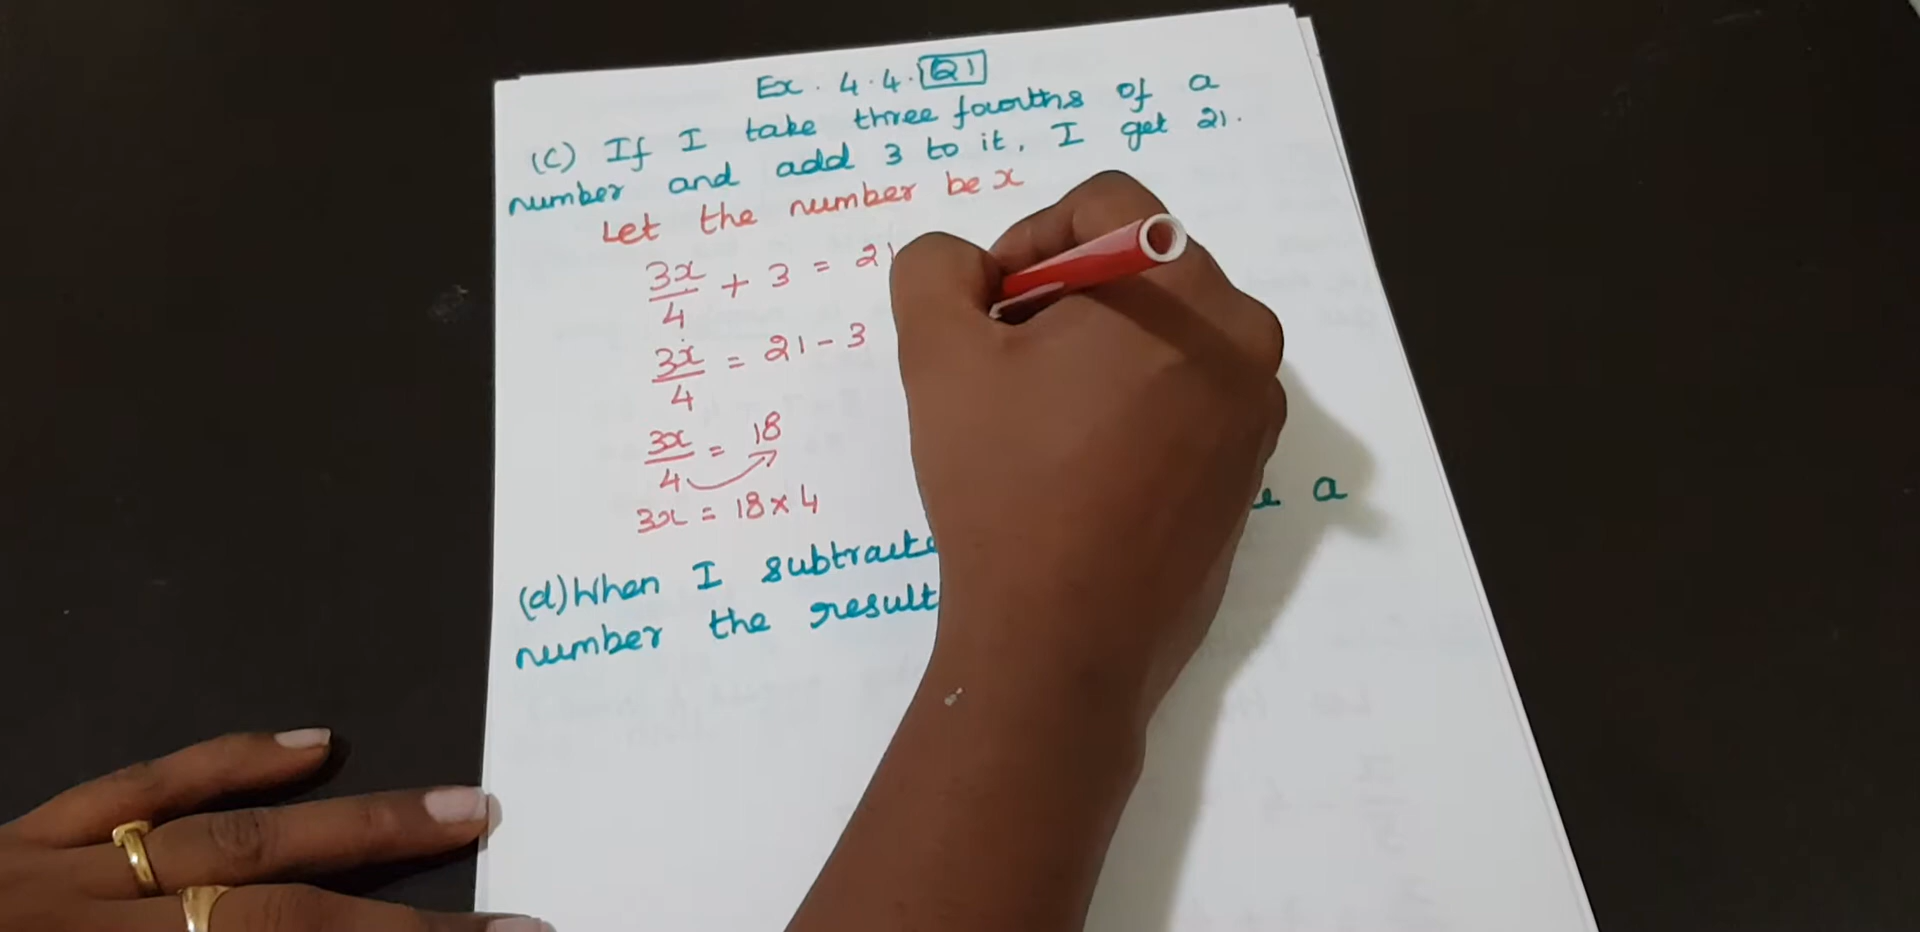 Ex. 4.4. Q1
(C) If I take three fourths of a
number and add 3 to it, I get 21.
Let the number be x
3x/4 + 3 = 21
3x/4 = 21 - 3
3x/4 = 18
3x = 18 × 4
(d) When I a
number the result